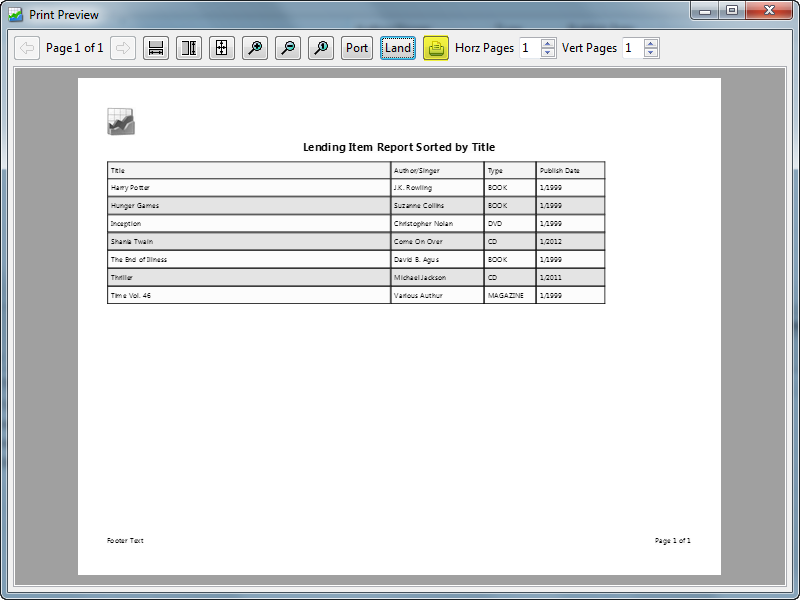 Print Preview
Page 1 of 1 Port Land Horz Pages 1 Vert Pages 1
Lending Item Report Sorted by Title
Title Author/Singer Type Publish Date
Harry Potter J.K. Rowling BOOK 1/1999
Hunger Games Suzanne Collins BOOK 1/1999
Inception Christopher Nolan DVD 1/1999
Shania Twain Come On Over CD 1/2012
The End of Illness David B. Agus BOOK 1/1999
Thriller Michael Jackson CD 1/2011
Time Vol. 46 Various Authur MAGAZINE 1/1999
Footer Text Page 1 of 1